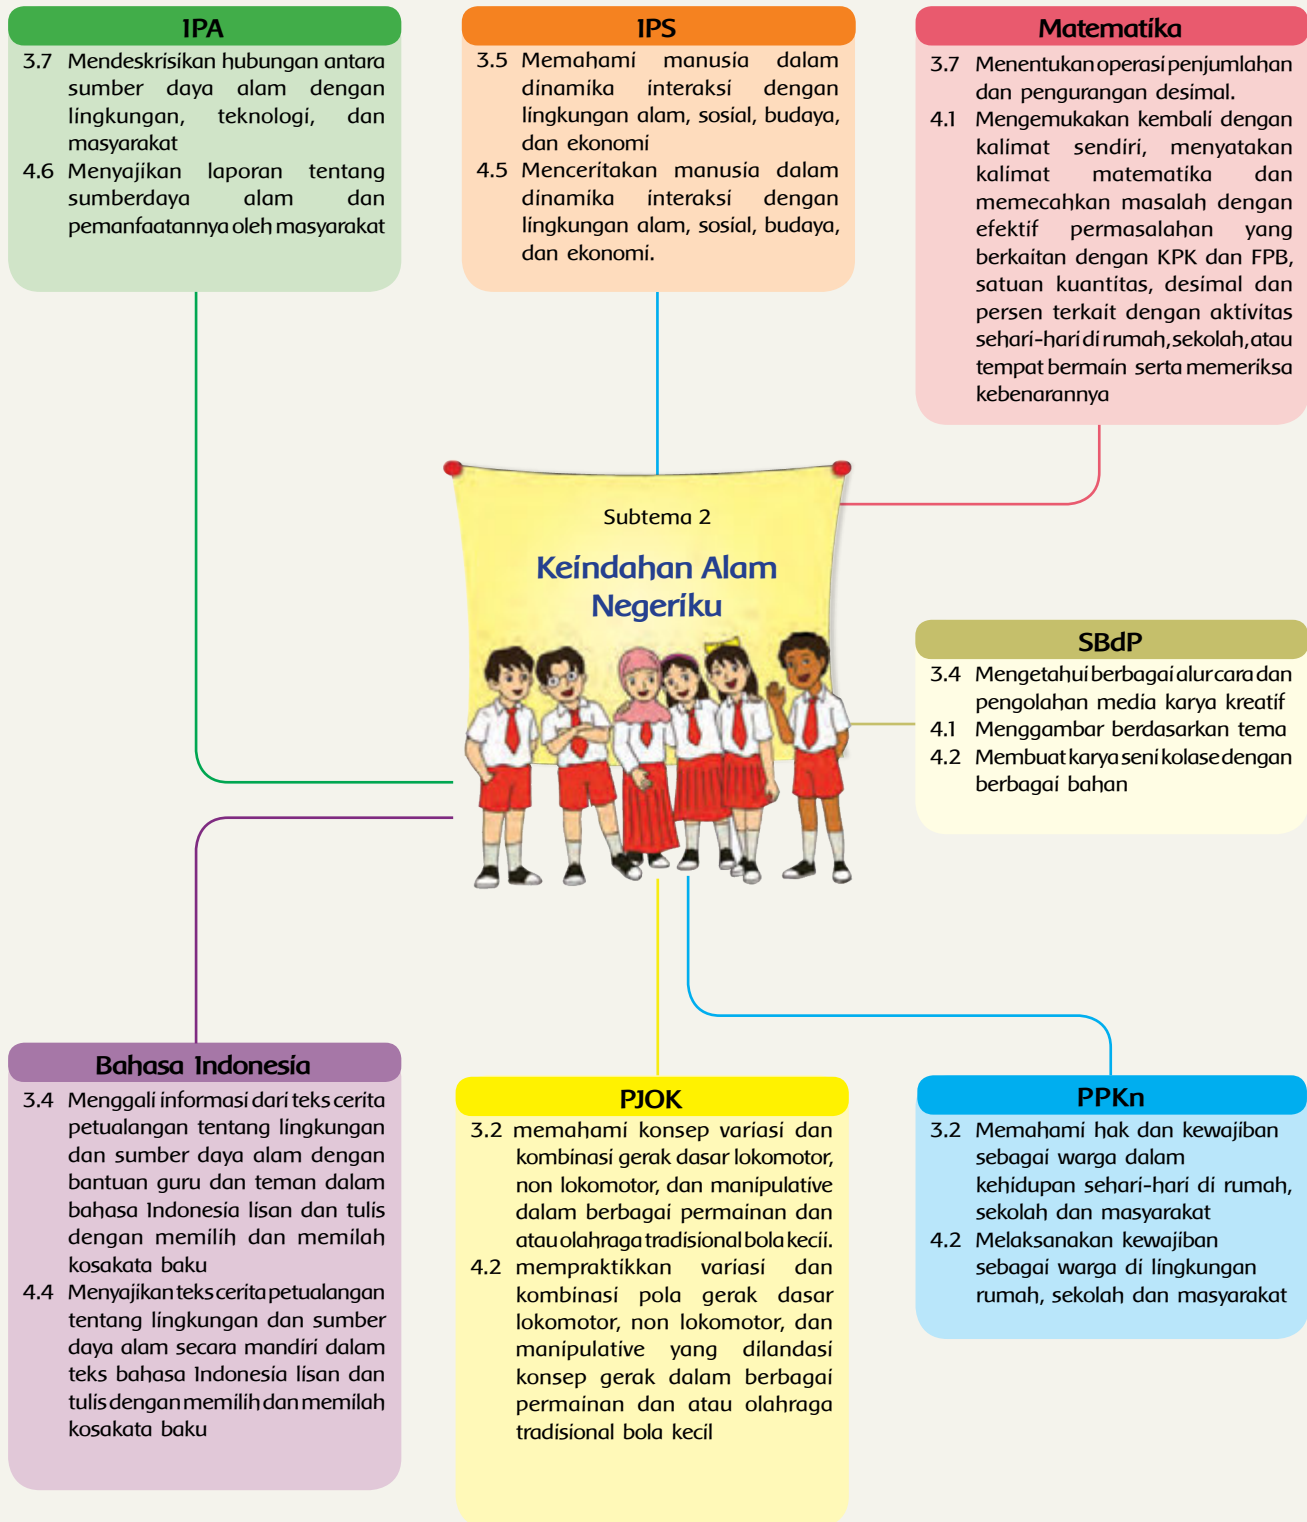 IPA
3.7 Mendeskrisikan hubungan antara
sumber daya alam dengan
lingkungan, teknologi, dan
masyarakat
4.6 Menyajikan laporan tentang
sumberdaya alam dan
pemanfaatannya oleh masyarakat
IPS
3.5 Memahami manusia dalam
dinamika interaksi dengan
lingkungan alam, sosial, budaya,
dan ekonomi
4.5 Menceritakan manusia dalam
dinamika interaksi dengan
lingkungan alam, sosial, budaya,
dan ekonomi.
Matematika
3.7 Menentukan operasi penjumlahan
dan pengurangan desimal.
4.1 Mengemukakan kembali dengan
kalimat sendiri, menyatakan
kalimat matematika dan
memecahkan masalah dengan
efektif permasalahan yang
berkaitan dengan KPK dan FPB,
satuan kuantitas, desimal dan
persen terkait dengan aktivitas
sehari-hari di rumah, sekolah, atau
tempat bermain serta memeriksa
kebenarannya
Subtema 2
Keindahan Alam
Negeriku
SBdP
3.4 Mengetahui berbagai alur cara dan
pengolahan media karya kreatif
4.1 Menggambar berdasarkan tema
4.2 Membuat karya seni kolase dengan
berbagai bahan
Bahasa Indonesia
3.4 Menggali informasi dari teks cerita
petualangan tentang lingkungan
dan sumber daya alam dengan
bantuan guru dan teman dalam
bahasa Indonesia lisan dan tulis
dengan memilih dan memilah
kosakata baku
4.4 Menyajikan teks cerita petualangan
tentang lingkungan dan sumber
daya alam secara mandiri dalam
teks bahasa Indonesia lisan dan
tulis dengan memilih dan memilah
kosakata baku
PJOK
3.2 memahami konsep variasi dan
kombinasi gerak dasar lokomotor,
non lokomotor, dan manipulative
dalam berbagai permainan dan
atau olahraga tradisional bola kecii.
4.2 mempraktikkan variasi dan
kombinasi pola gerak dasar
lokomotor, non lokomotor, dan
manipulative yang dilandasi
konsep gerak dalam berbagai
permainan dan atau olahraga
tradisional bola kecil
PPKn
3.2 Memahami hak dan kewajiban
sebagai warga dalam
kehidupan sehari-hari di rumah,
sekolah dan masyarakat
4.2 Melaksanakan kewajiban
sebagai warga di lingkungan
rumah, sekolah dan masyarakat